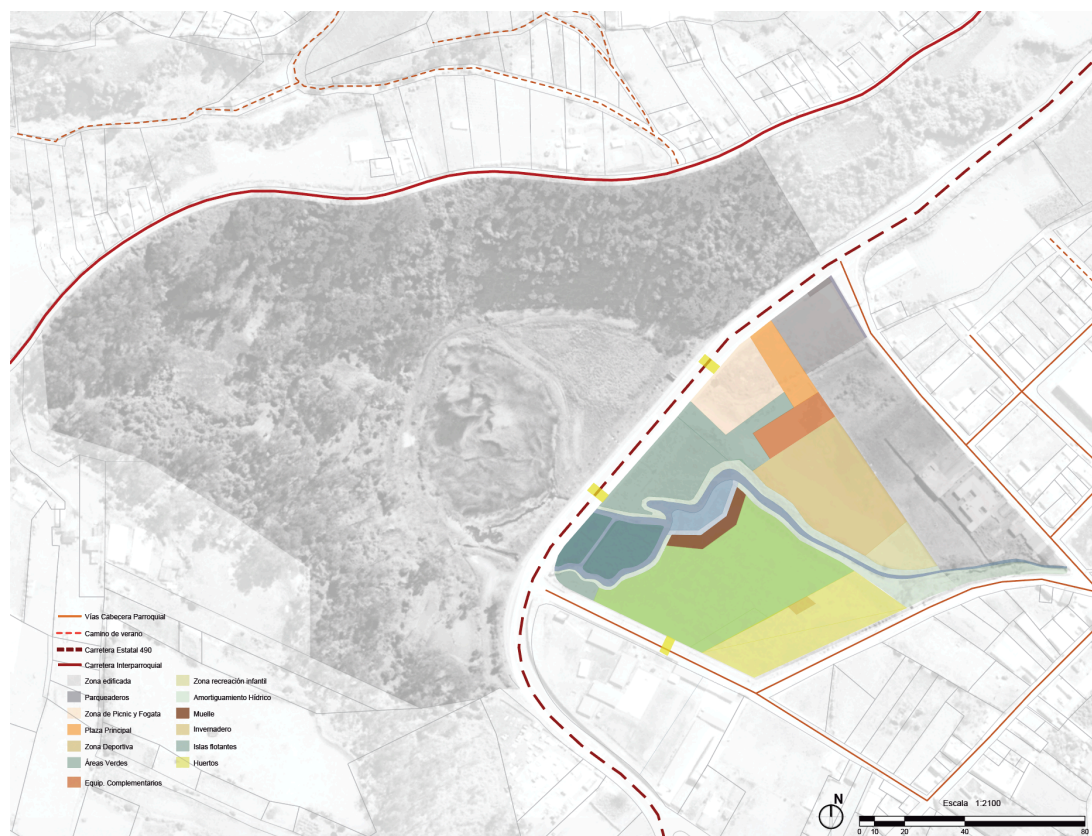 Vías Cabecera Parroquial
Camino de verano
Carretera Estatal 490
Carretera Interparroquial
Zona edificada
Parqueaderos
Zona de Picnic y Fogata
Plaza Principal
Zona Deportiva
Áreas Verdes
Equip. Complementarios
Zona recreación infantil
Amortiguamiento Hídrico
Muelle
Invernadero
Islas flotantes
Huertos
N
Escala 1:2100
0 10 20 40 80